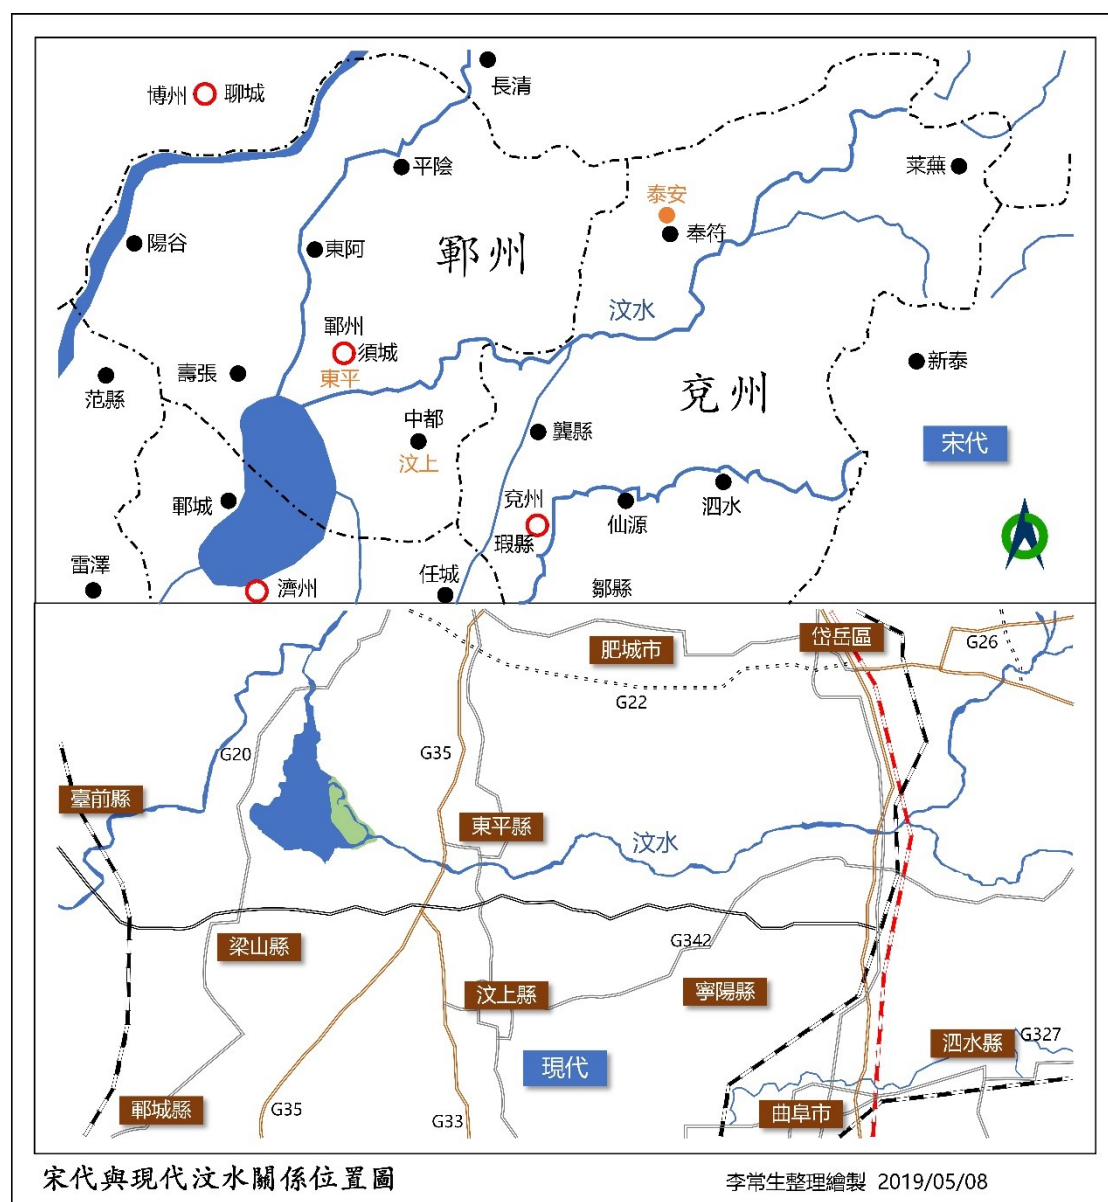 長清
博州
聊城
平陰
萊蕪
泰安
奉符
陽谷
東阿
鄆州
汶水
鄆州
須城
東平
新泰
范縣
壽張
兗州
中都
汶上
龔縣
宋代
鄆城
兗州
瑕縣
仙源
泗水
雷澤
濟州
任城
鄒縣
肥城市
岱岳區
G26
G22
G20
G35
臺前縣
東平縣
汶水
梁山縣
G342
汶上縣
寧陽縣
G327
泗水縣
現代
鄆城縣
G35
G33
曲阜市
宋代與現代汶水關係位置圖
李常生整理繪製 2019/05/08